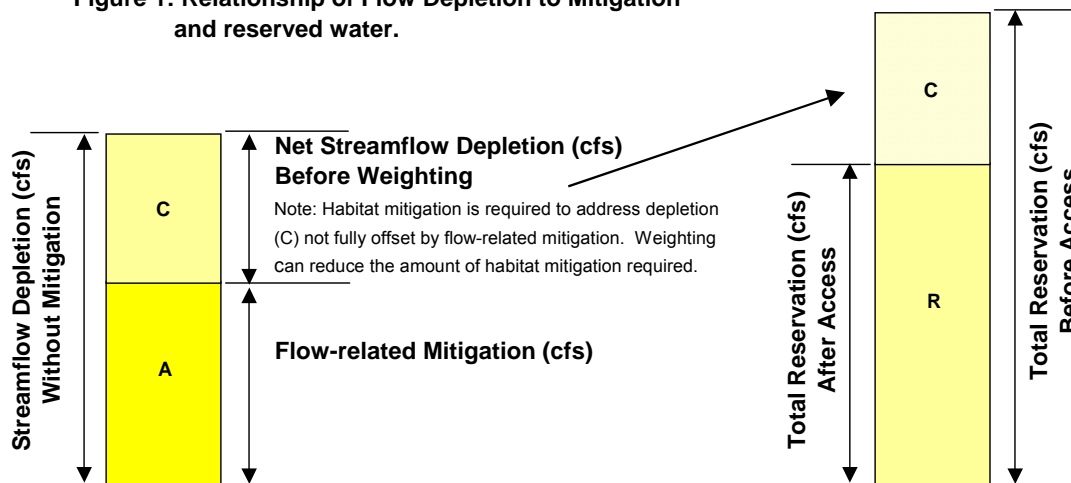 Figure 1. Relationship of Flow Depletion to Mitigation
and reserved water.
Streamflow Depletion (cfs)
Without Mitigation
C
A
Net Streamflow Depletion (cfs)
Before Weighting
Note: Habitat mitigation is required to address depletion
(C) not fully offset by flow-related mitigation. Weighting
can reduce the amount of habitat mitigation required.
Flow-related Mitigation (cfs)
Total Reservation (cfs)
After Access
C
R
Total Reservation (cfs)
Before Access